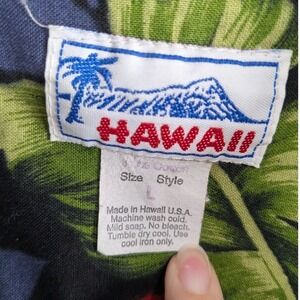 HAWAII
Cotton
Size Style
L
Made in Hawaii U.S.A.
Machine wash cold.
Mild soap. No bleach.
Tumble dry cool. Use
cool iron only.